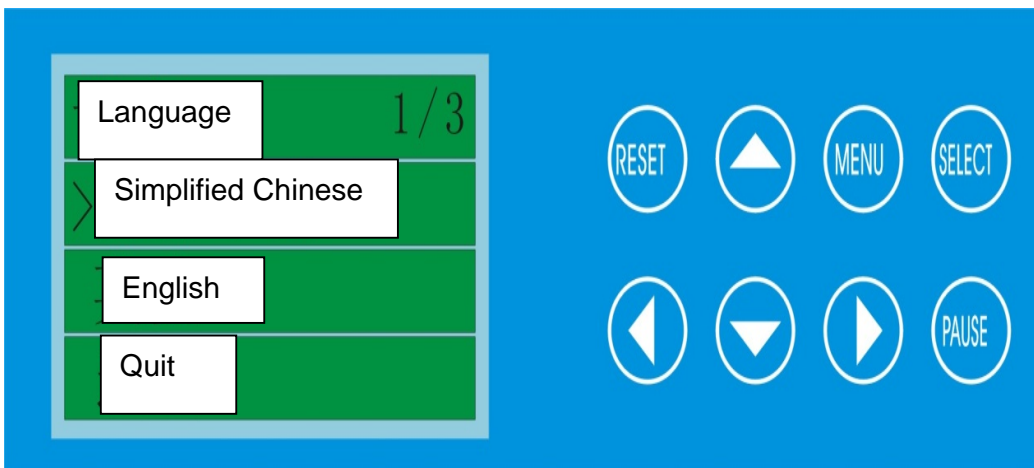 Language 1/3
> Simplified Chinese
English
Quit
RESET MENU SELECT
PAUSE